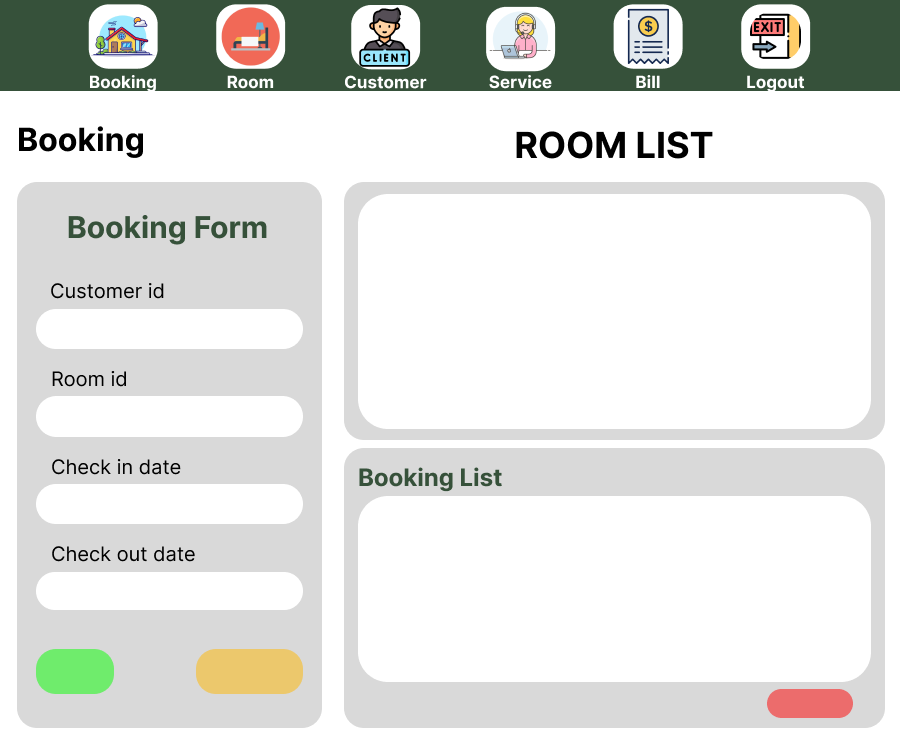 EXIT
CLIENT
Booking
Room
Customer
Service
Bill
Logout
Booking
ROOM LIST
Booking Form
Customer id
Room id
Check in date
Check out date
Booking List